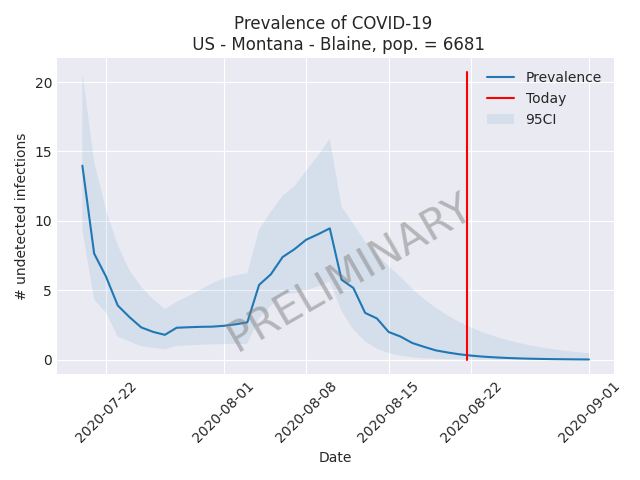 Prevalence of COVID-19
US - Montana - Blaine, pop. = 6681
# undetected infections
20
15
10
5
0
Prevalence
Today
95CI
PRELIMINARY
2020-07-22
2020-08-01
2020-08-08
2020-08-15
2020-08-22
2020-09-01
Date